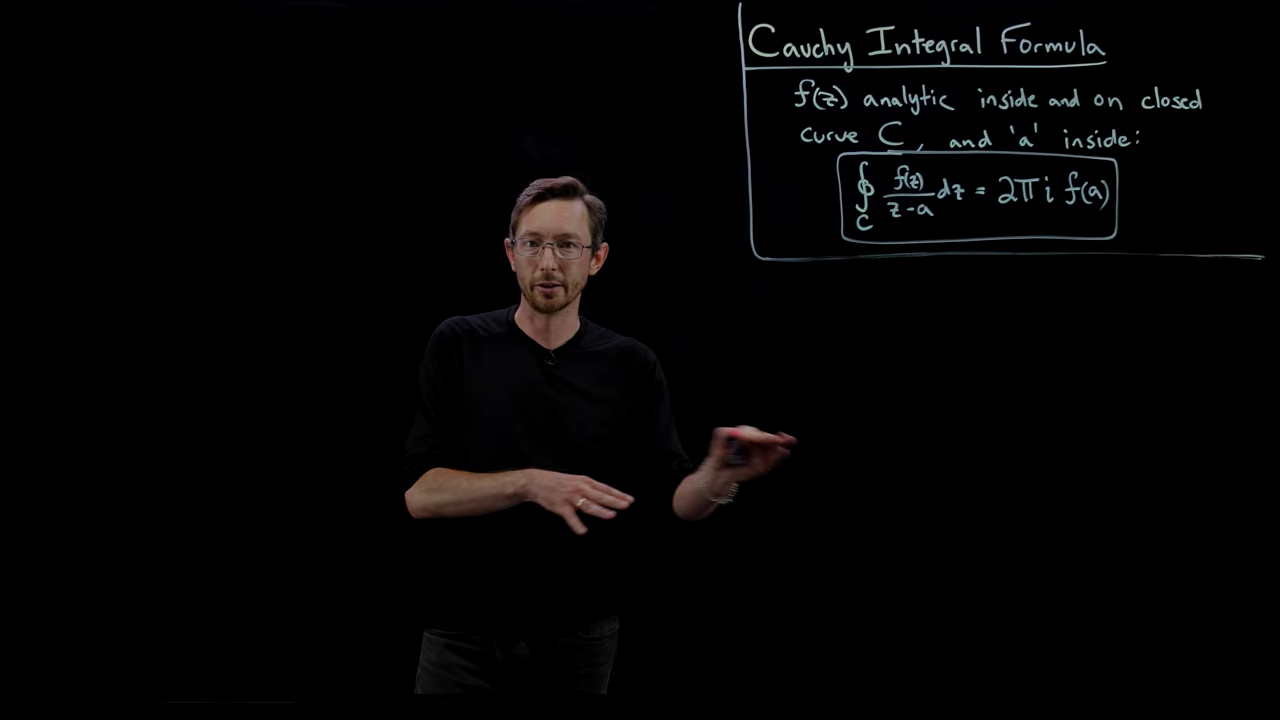 Cauchy Integral Formula
f(z) analytic inside and on closed
curve C, and 'a' inside:
∮_C f(z)/(z-a) dz = 2πi f(a)